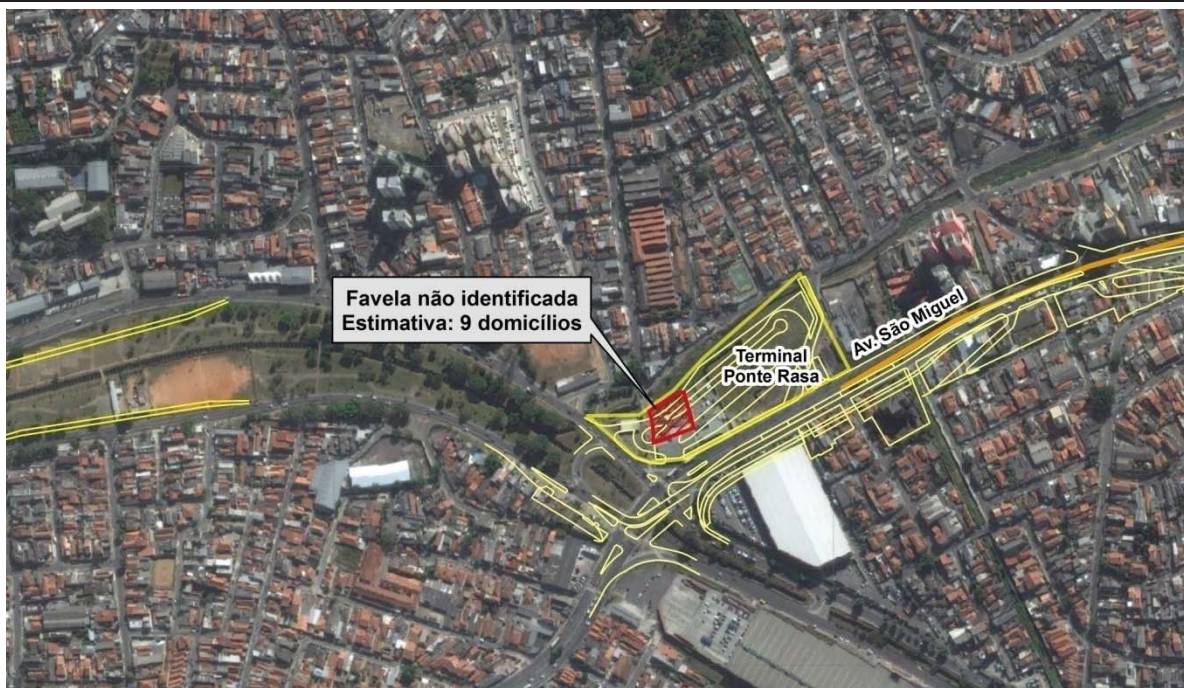 Favela não identificada
Estimativa: 9 domicílios
Terminal
Ponte Rasa
Av. São Miguel